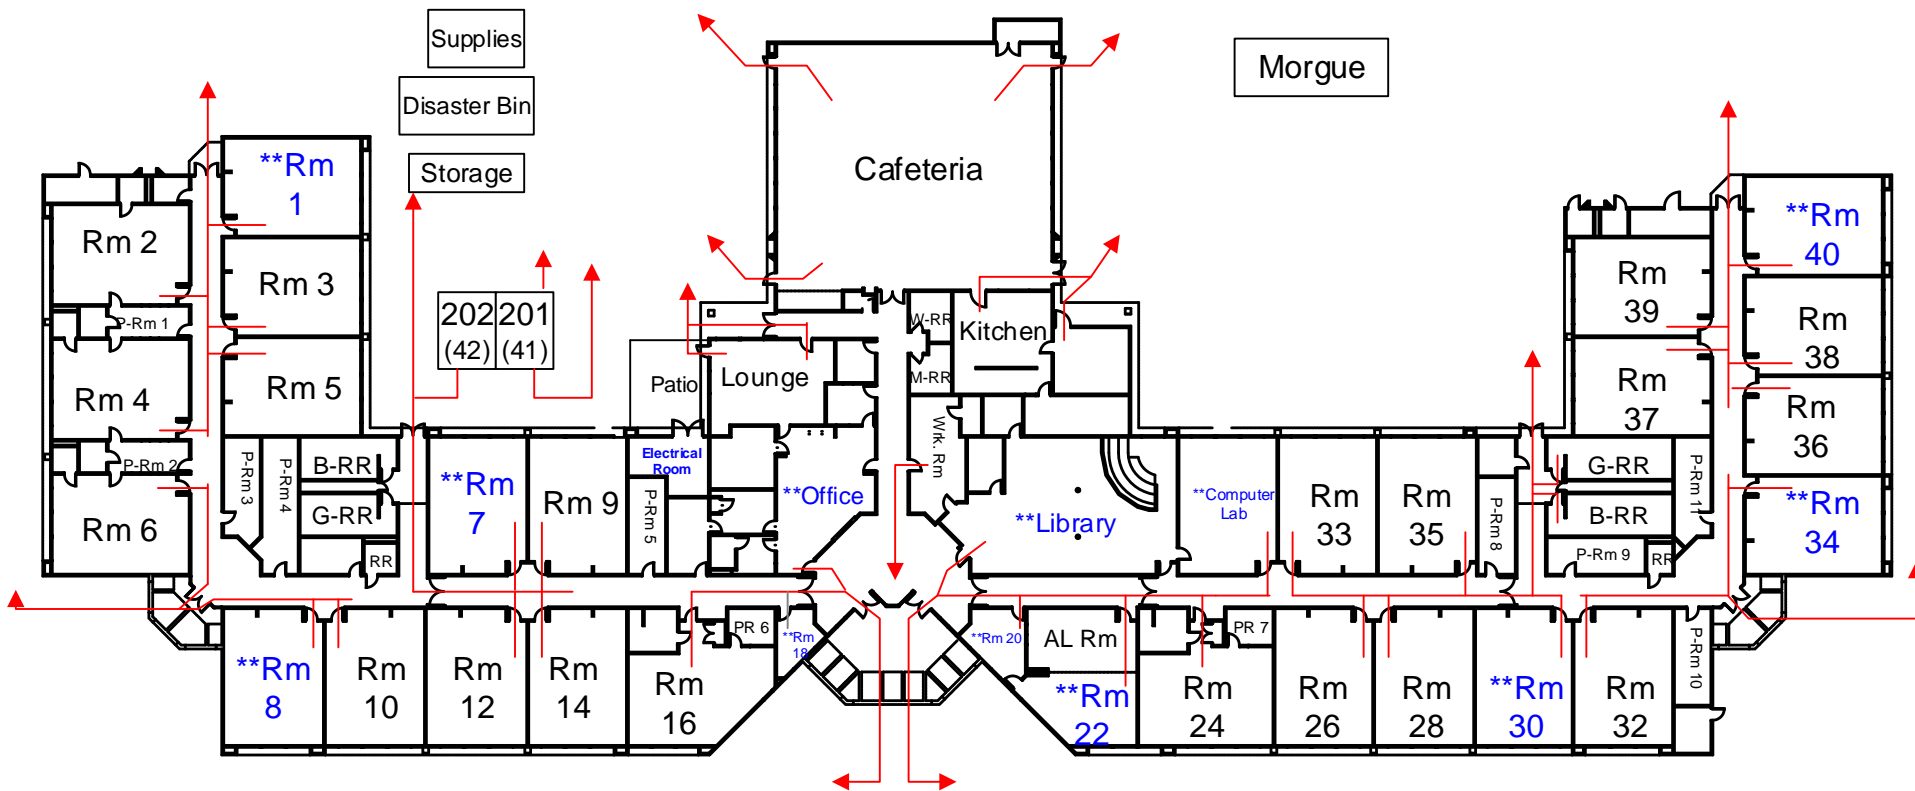 Supplies
Disaster Bin
Storage
Morgue
Cafeteria
**Rm
1
Rm 2
Rm 3
P-Rm 1
Rm 4
Rm 5
P-Rm 2
Rm 6
P-Rm 3
P-Rm 4
B-RR
G-RR
RR
202
(42)
201
(41)
Patio
Lounge
W-RR
M-RR
Kitchen
Wrk. Rm
Electrical
Room
**Rm
7
Rm 9
P-Rm 5
**Office
**Library
**Computer
Lab
Rm
33
Rm
35
P-Rm 8
G-RR
B-RR
P-Rm 9
RR
P-Rm 11
**Rm
40
Rm
39
Rm
38
Rm
37
Rm
36
**Rm
34
**Rm
8
Rm
10
Rm
12
Rm
14
Rm
16
PR 6
**Rm
18
**Rm 20
AL Rm
**Rm
22
Rm
24
PR 7
Rm
26
Rm
28
**Rm
30
Rm
32
P-Rm 10